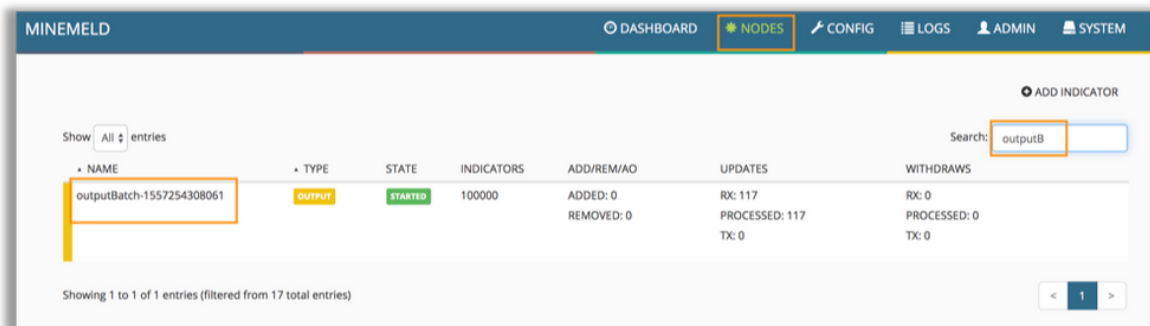 MINEMELD DASHBOARD NODES CONFIG LOGS ADMIN SYSTEM
ADD INDICATOR
Show All entries Search: outputB
NAME TYPE STATE INDICATORS ADD/REM/AO UPDATES WITHDRAWS
outputBatch-1557254308061 OUTPUT STARTED 100000 ADDED: 0 RX: 117 RX: 0
REMOVED: 0 PROCESSED: 117 PROCESSED: 0
TX: 0 TX: 0
Showing 1 to 1 of 1 entries (filtered from 17 total entries) < 1 >